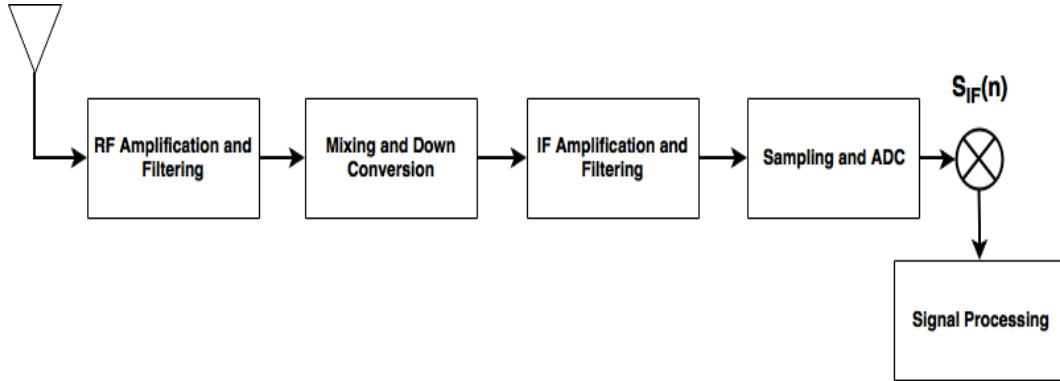 RF Amplification and
Filtering
Mixing and Down
Conversion
IF Amplification and
Filtering
Sampling and ADC
S_IF(n)
Signal Processing